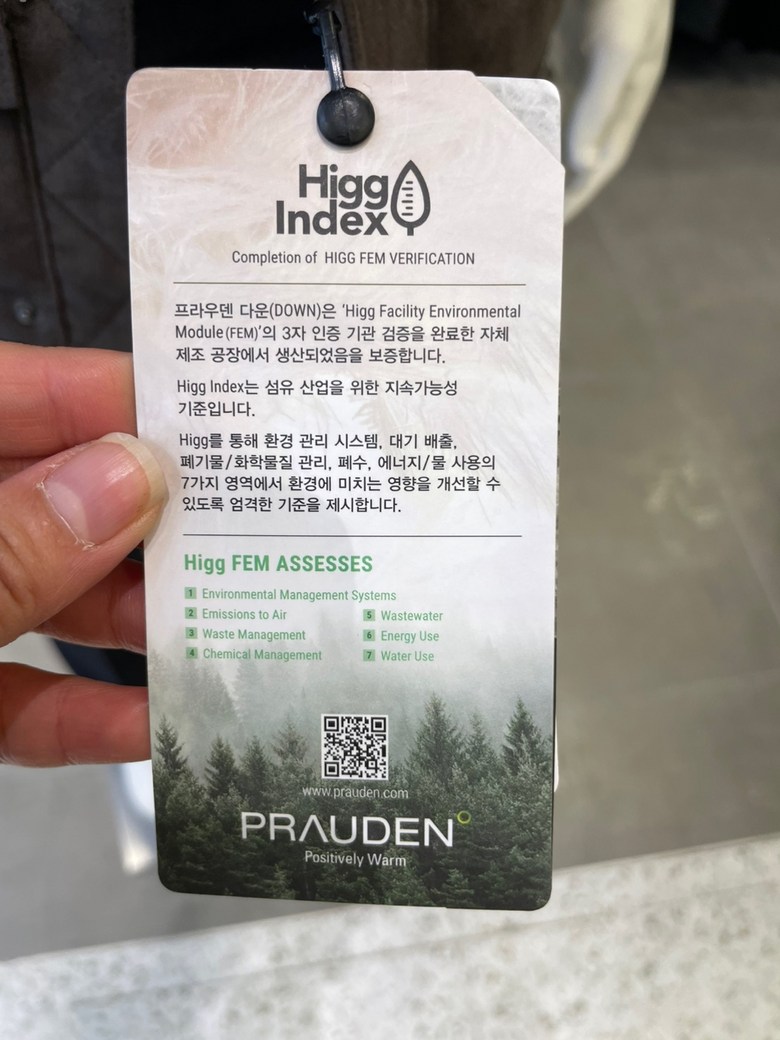 Higg
Index
Completion of HIGG FEM VERIFICATION
프라우덴 다운(DOWN)은 ‘Higg Facility Environmental
Module(FEM)’의 3자 인증 기관 검증을 완료한 자체
제조 공장에서 생산되었음을 보증합니다.
Higg Index는 섬유 산업을 위한 지속가능성
기준입니다.
Higg를 통해 환경 관리 시스템, 대기 배출,
폐기물/화학물질 관리, 폐수, 에너지/물 사용의
7가지 영역에서 환경에 미치는 영향을 개선할 수
있도록 엄격한 기준을 제시합니다.
Higg FEM ASSESSES
1 Environmental Management Systems
2 Emissions to Air
3 Waste Management
4 Chemical Management
5 Wastewater
6 Energy Use
7 Water Use
www.prauden.com
PRAUDEN
Positively Warm